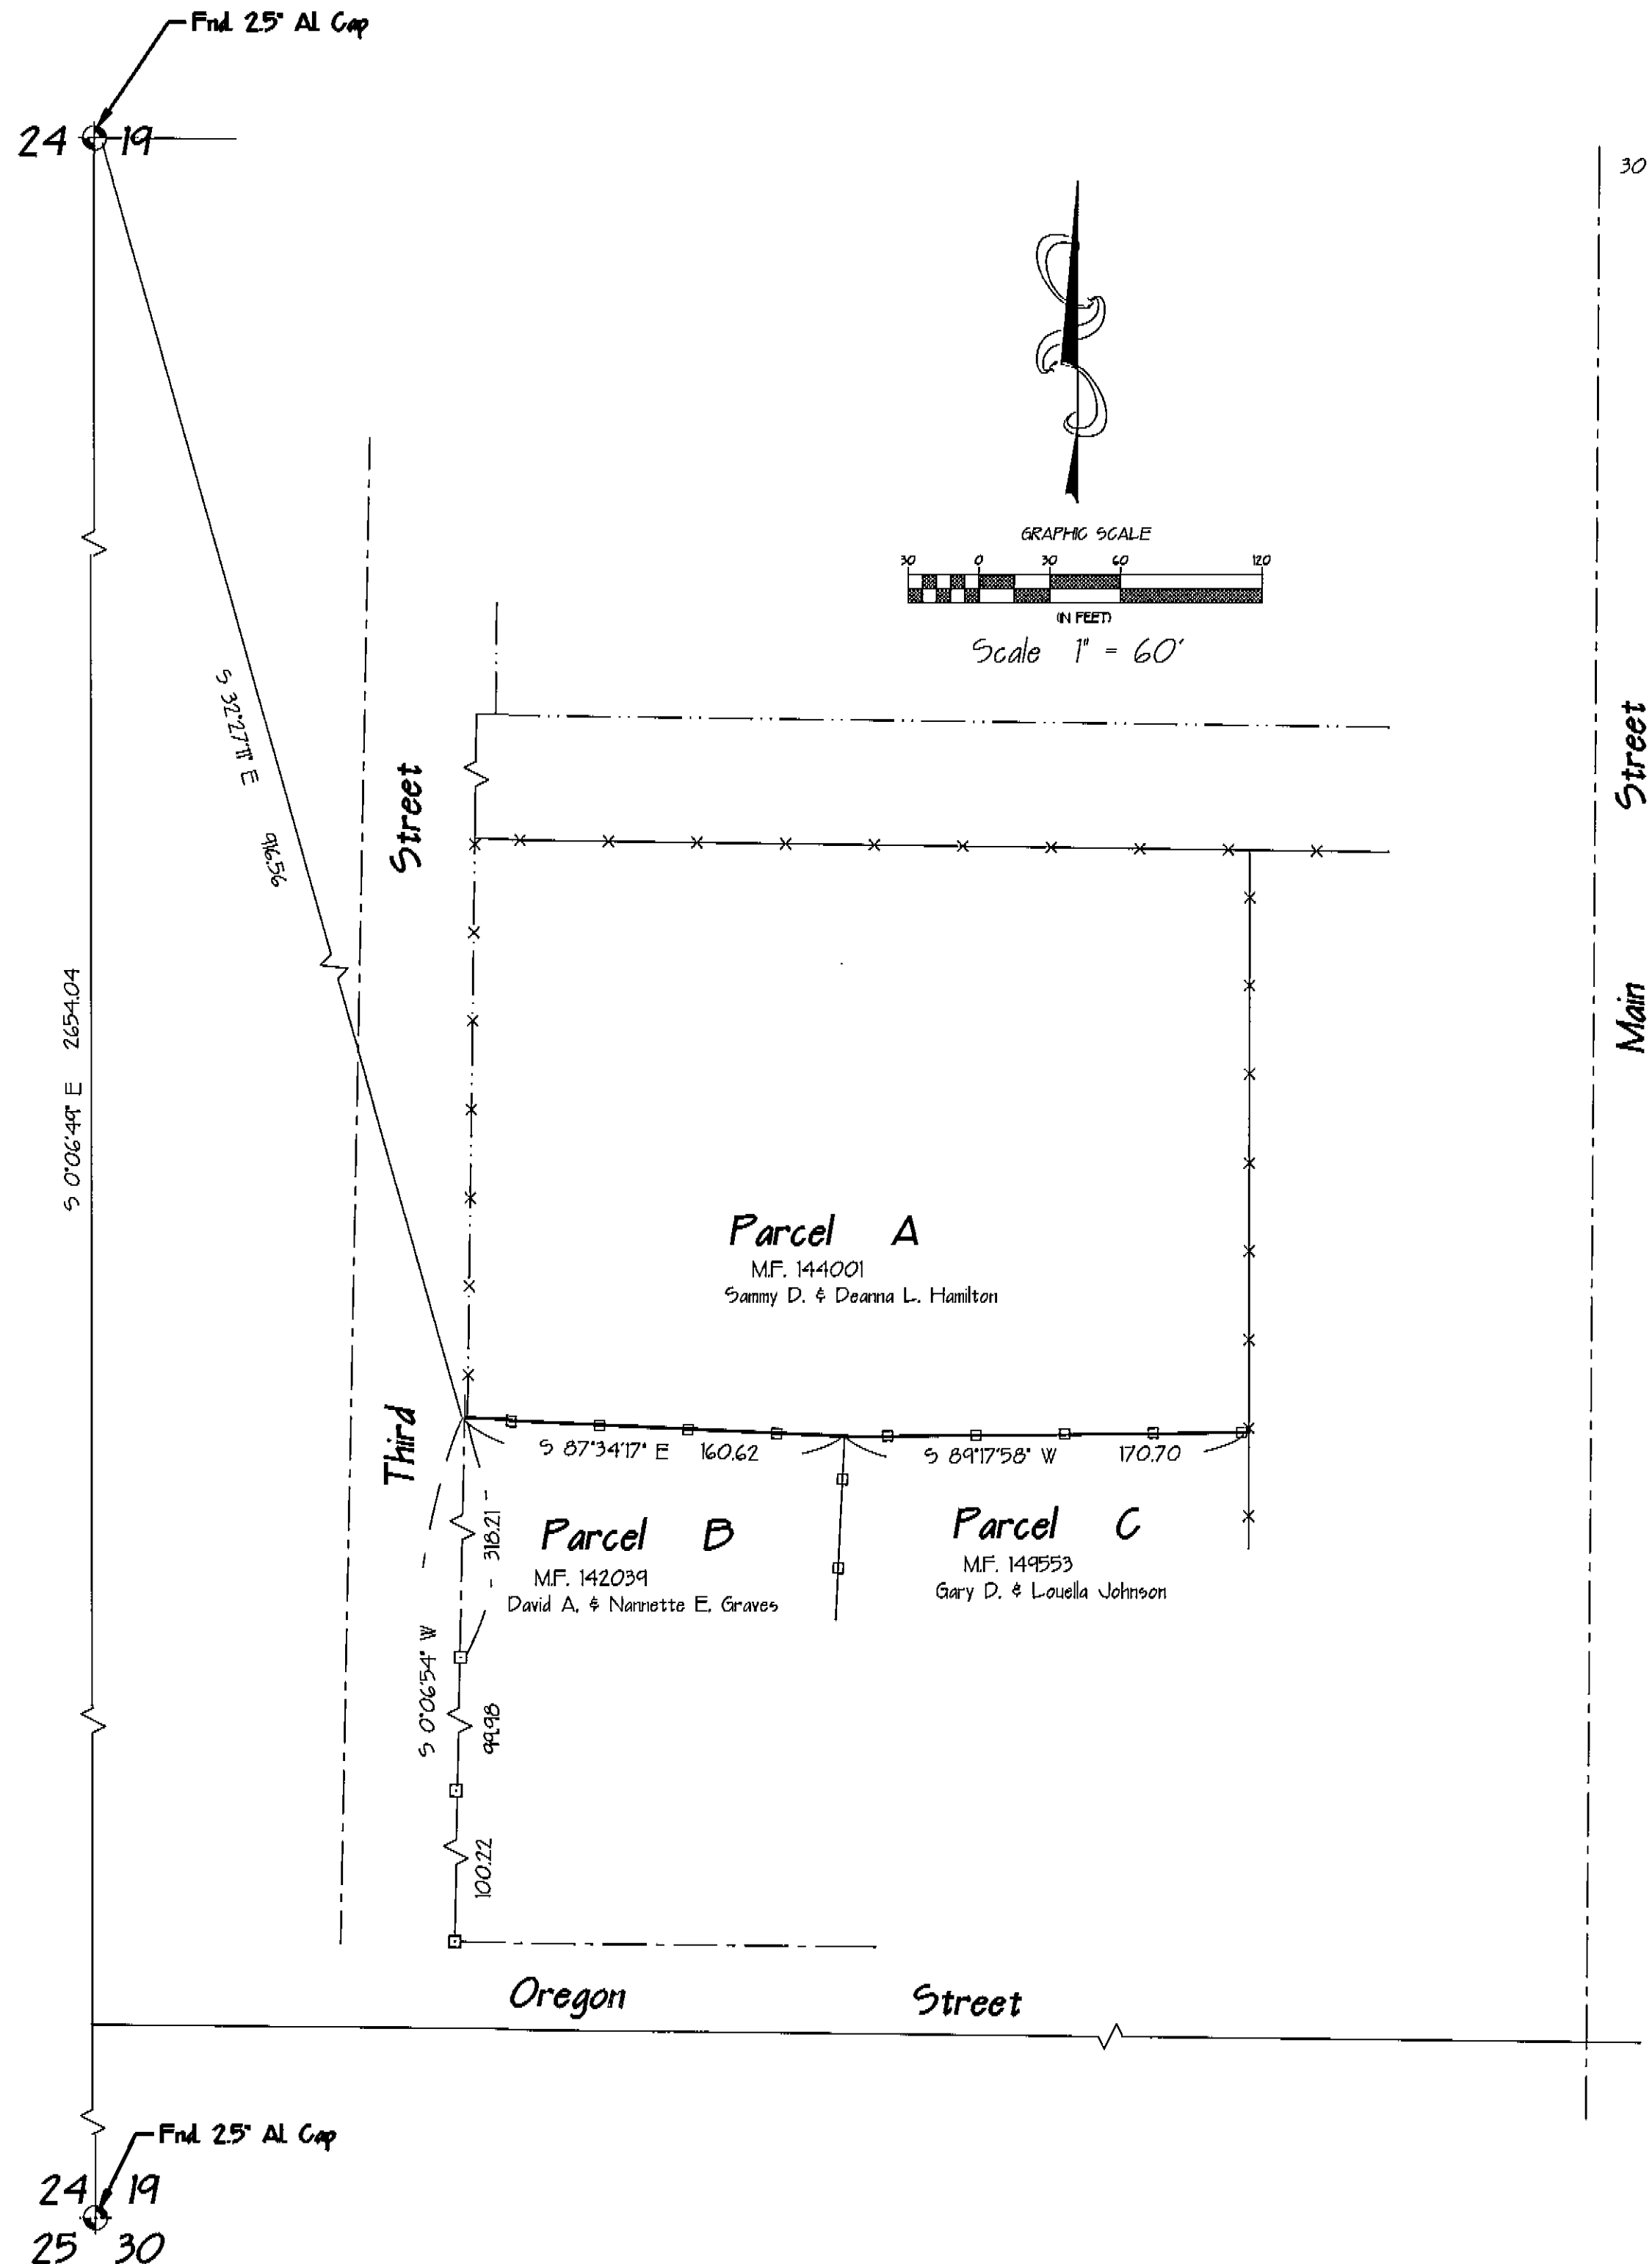 Fnd. 2.5" Al. Cap
24 19
30
GRAPHIC SCALE
30 0 30 60 120
(IN FEET)
Scale 1" = 60'
S 32°27'11" E 916.56
Street
Street
Main
S 0°06'49" E 2654.04
Parcel A
M.F. 144001
Sammy D. & Deanna L. Hamilton
Third
S 87°34'17" E 160.62
S 89°17'58" W 170.70
318.21
Parcel B
M.F. 142039
David A. & Nannette E. Graves
Parcel C
M.F. 149553
Gary D. & Louella Johnson
S 0°06'54" W
99.98
100.22
Oregon Street
Fnd. 2.5" Al. Cap
24 19
25 30